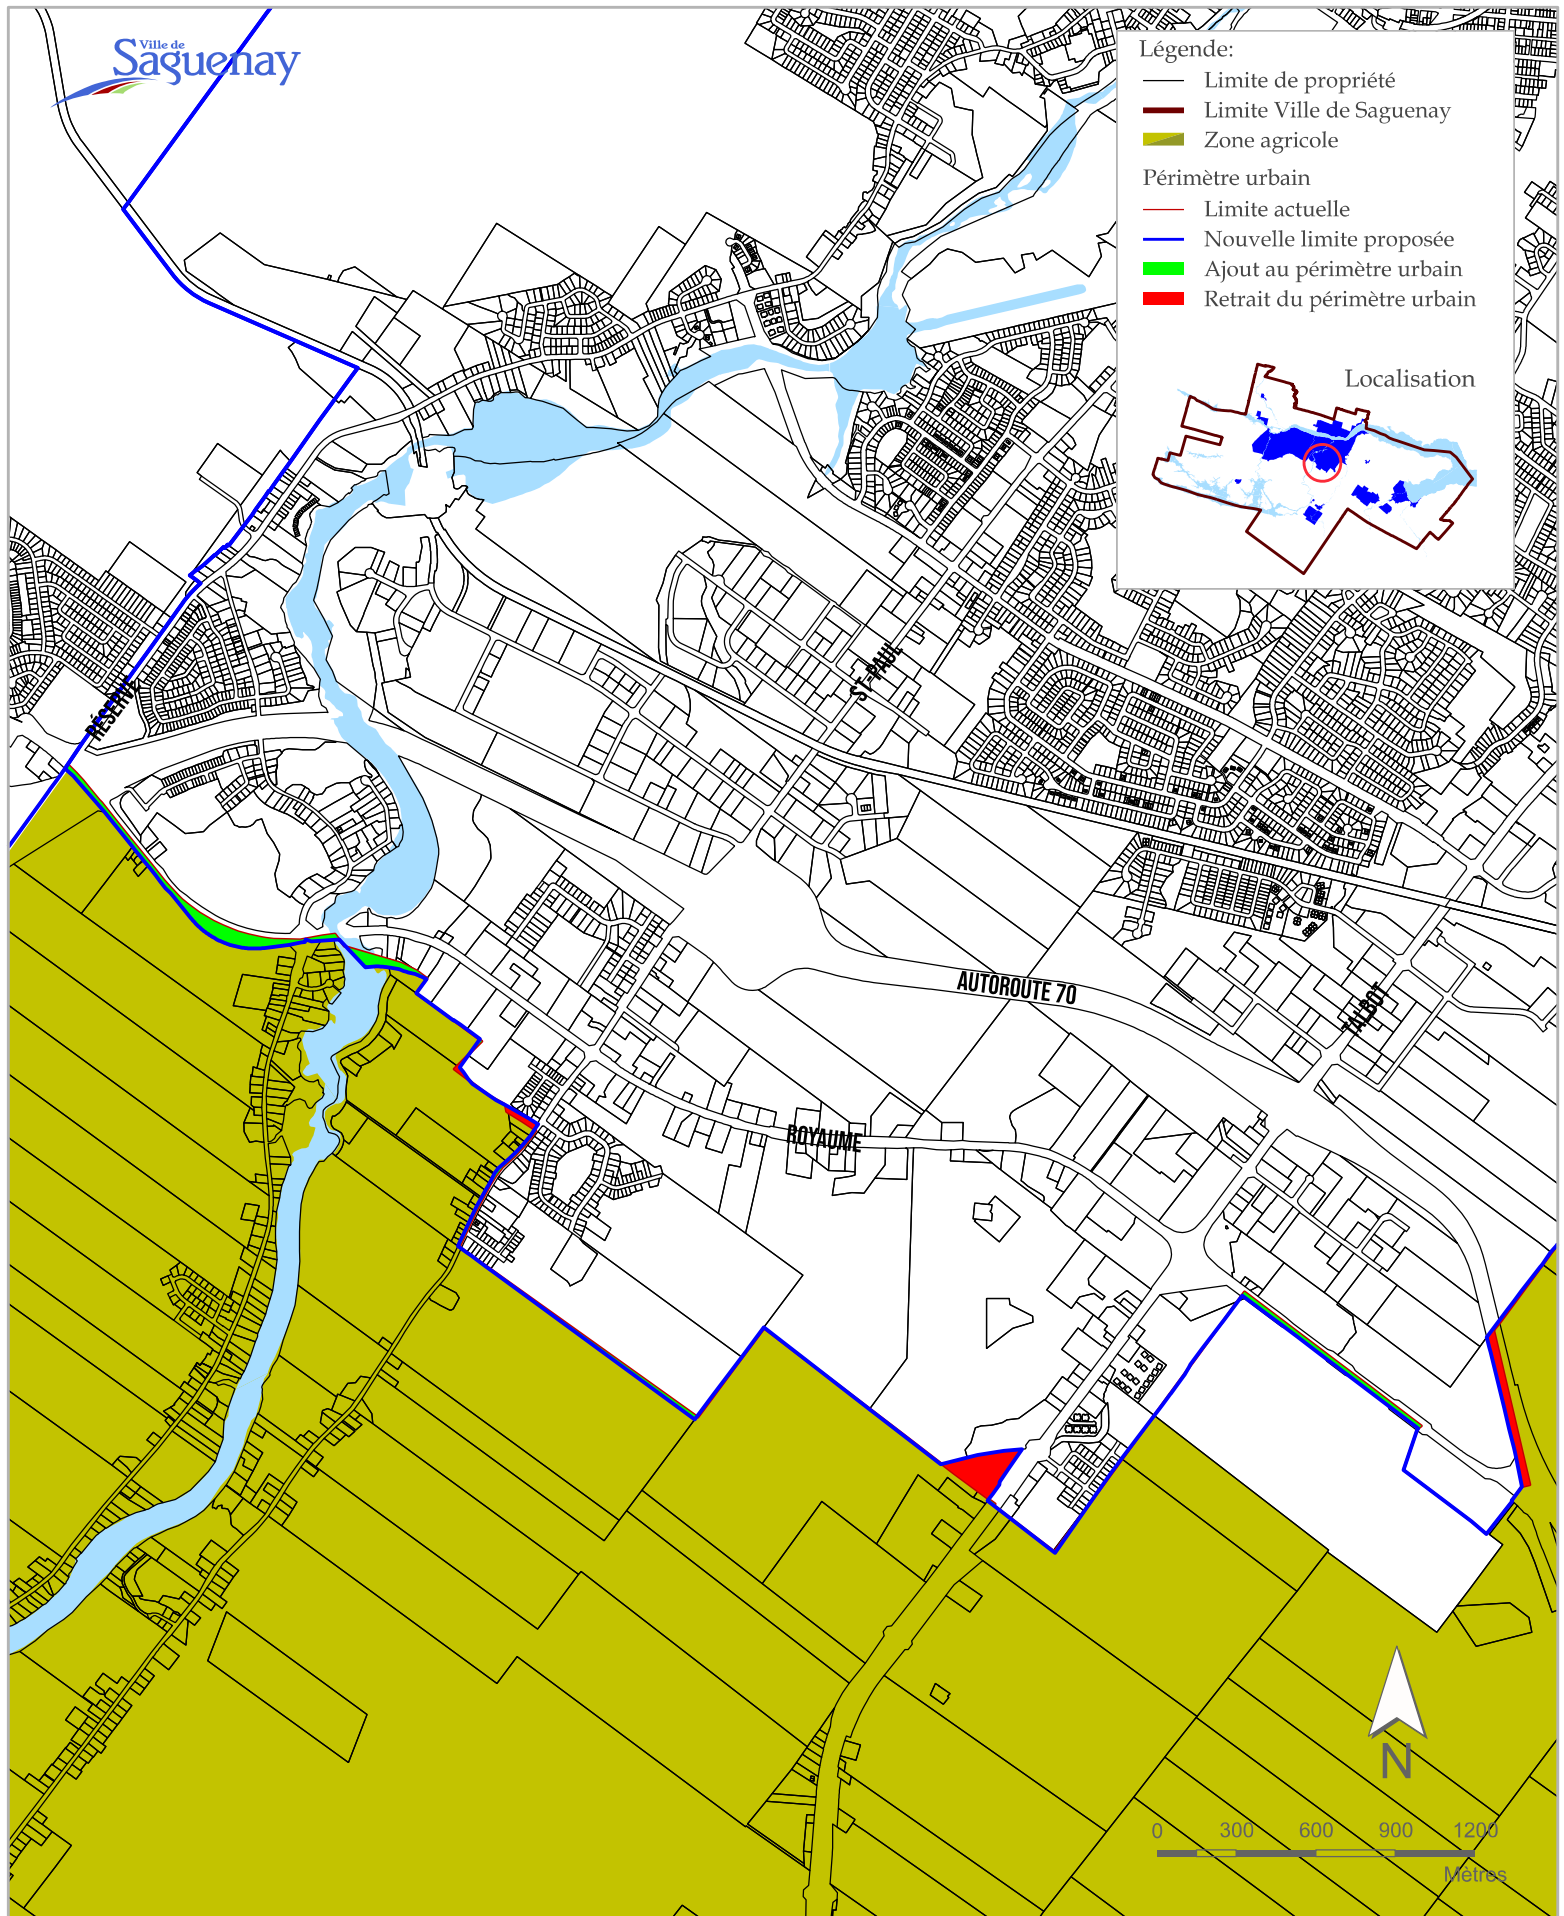 Ville de
Saguenay
Légende:
Limite de propriété
Limite Ville de Saguenay
Zone agricole
Périmètre urbain
Limite actuelle
Nouvelle limite proposée
Ajout au périmètre urbain
Retrait du périmètre urbain
Localisation
ST-PAUL
RÉSERVE
AUTOROUTE 70
TALBOT
ROYAUME
N
0 300 600 900 1200
Mètres